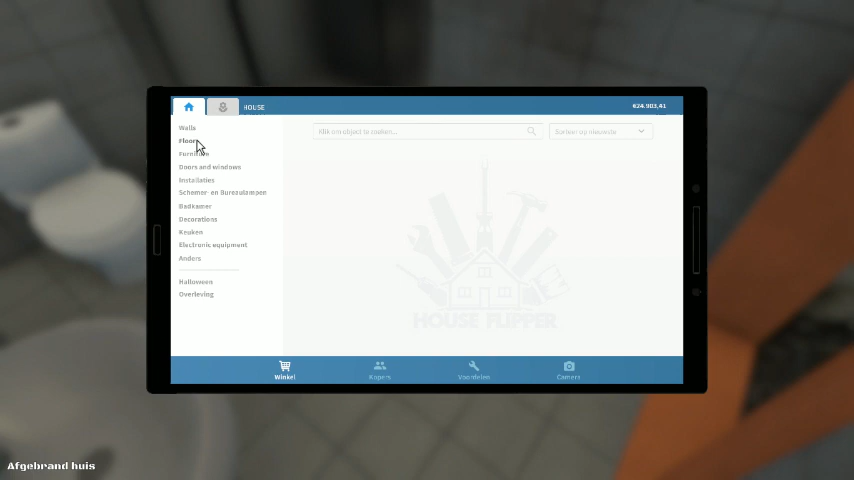 HOUSE
624.903,41
Walls
Floors
Furniture
Klik om object te zoeken...
Sorteer op nieuwste
Doors and windows
Installaties
Schemer- en Bureaulampen
Badkamer
Decorations
Keuken
Electronic equipment
Anders
Halloween
Overleving
HOUSE FLIPPER
Winkel
Kopers
Voordelen
Camera
Afgebrand huis